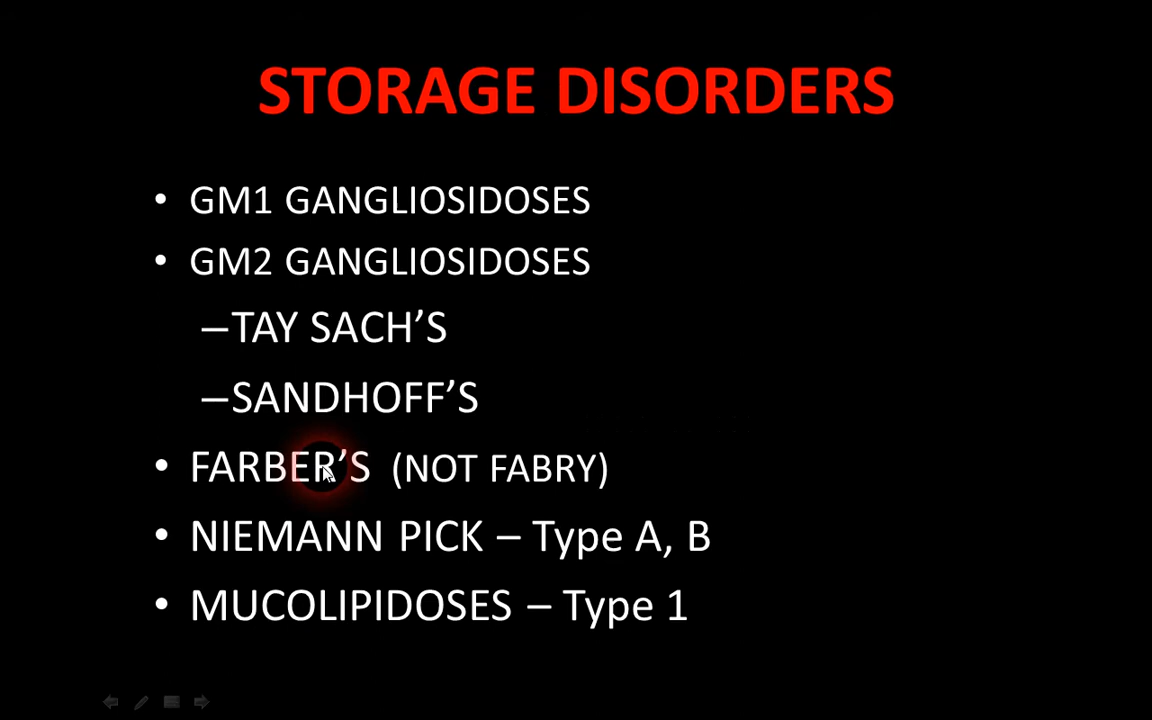 STORAGE DISORDERS
• GM1 GANGLIOSIDOSES
• GM2 GANGLIOSIDOSES
–TAY SACH’S
–SANDHOFF’S
• FARBER’S (NOT FABRY)
• NIEMANN PICK – Type A, B
• MUCOLIPIDOSES – Type 1